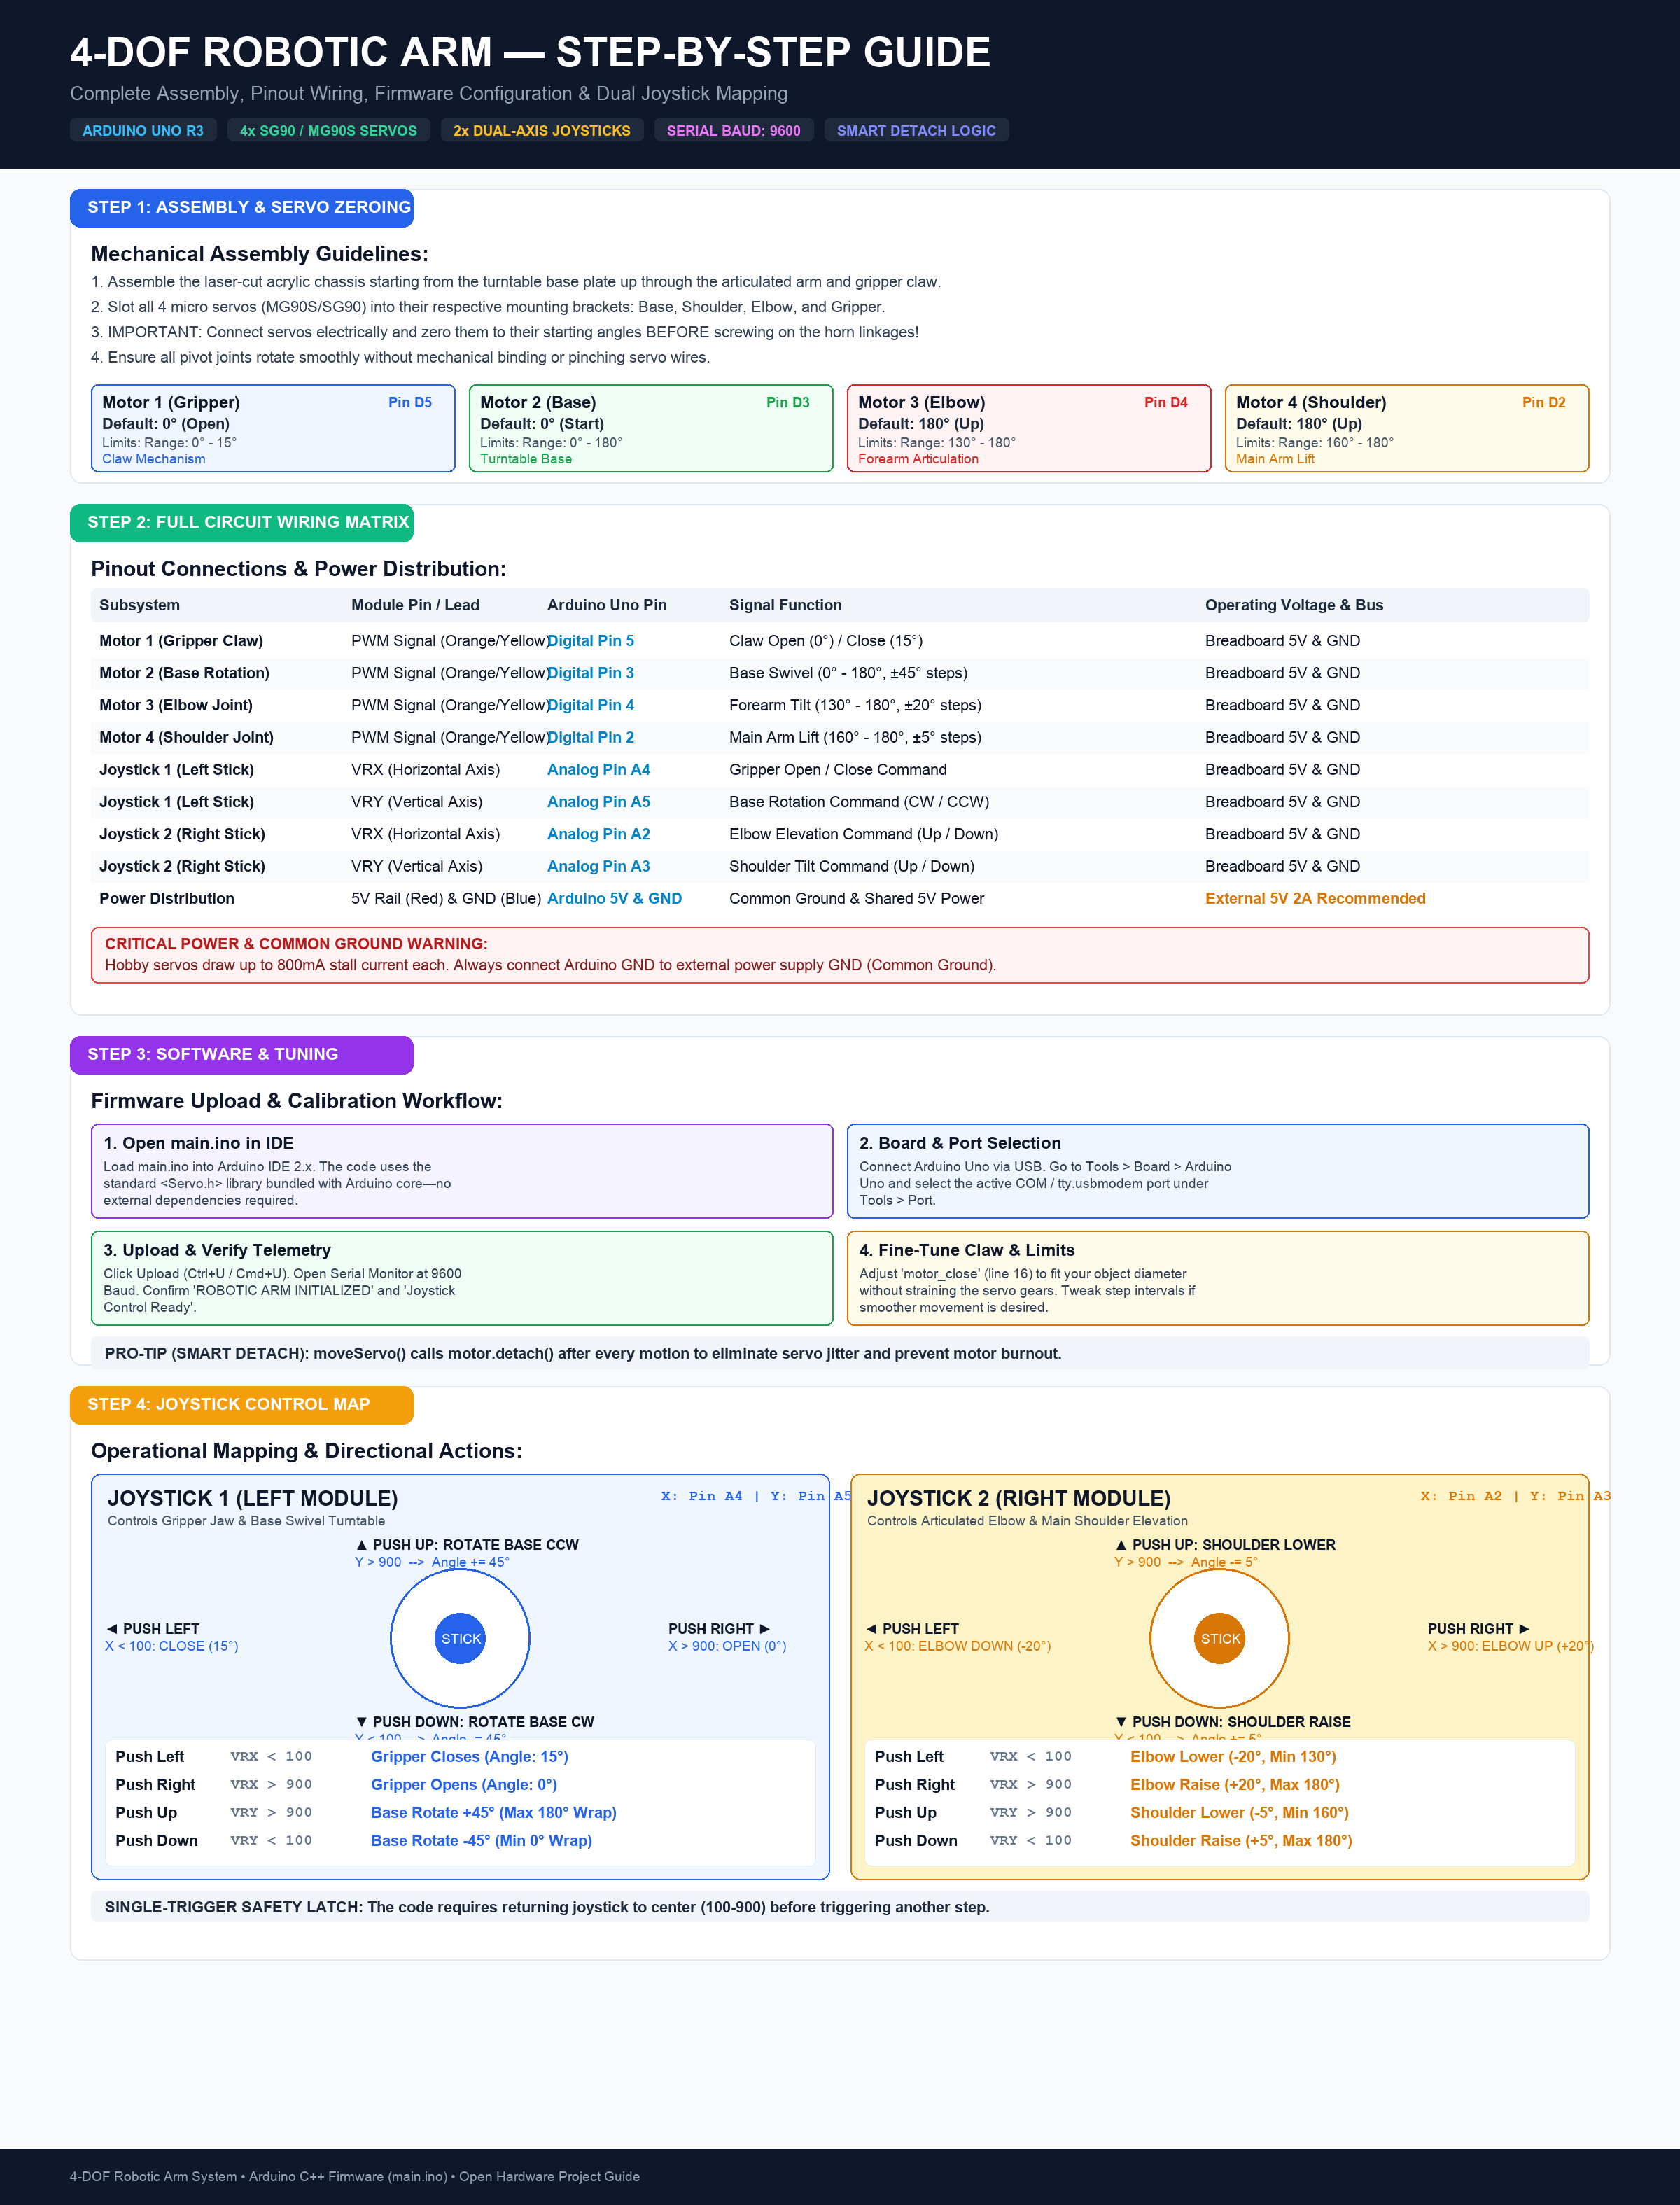 4-DOF ROBOTIC ARM — STEP-BY-STEP GUIDE
Complete Assembly, Pinout Wiring, Firmware Configuration & Dual Joystick Mapping
ARDUINO UNO R3 4x SG90 / MG90S SERVOS 2x DUAL-AXIS JOYSTICKS SERIAL BAUD: 9600 SMART DETACH LOGIC
STEP 1: ASSEMBLY & SERVO ZEROING
Mechanical Assembly Guidelines:
1. Assemble the laser-cut acrylic chassis starting from the turntable base plate up through the articulated arm and gripper claw.
2. Slot all 4 micro servos (MG90S/SG90) into their respective mounting brackets: Base, Shoulder, Elbow, and Gripper.
3. IMPORTANT: Connect servos electrically and zero them to their starting angles BEFORE screwing on the horn linkages!
4. Ensure all pivot joints rotate smoothly without mechanical binding or pinching servo wires.
Motor 1 (Gripper) Pin D5
Default: 0° (Open)
Limits: Range: 0° - 15°
Claw Mechanism
Motor 2 (Base) Pin D3
Default: 0° (Start)
Limits: Range: 0° - 180°
Turntable Base
Motor 3 (Elbow) Pin D4
Default: 180° (Up)
Limits: Range: 130° - 180°
Forearm Articulation
Motor 4 (Shoulder) Pin D2
Default: 180° (Up)
Limits: Range: 160° - 180°
Main Arm Lift
STEP 2: FULL CIRCUIT WIRING MATRIX
Pinout Connections & Power Distribution:
Subsystem Module Pin / Lead Arduino Uno Pin Signal Function Operating Voltage & Bus
Motor 1 (Gripper Claw) PWM Signal (Orange/Yellow) Digital Pin 5 Claw Open (0°) / Close (15°) Breadboard 5V & GND
Motor 2 (Base Rotation) PWM Signal (Orange/Yellow) Digital Pin 3 Base Swivel (0° - 180°, ±45° steps) Breadboard 5V & GND
Motor 3 (Elbow Joint) PWM Signal (Orange/Yellow) Digital Pin 4 Forearm Tilt (130° - 180°, ±20° steps) Breadboard 5V & GND
Motor 4 (Shoulder Joint) PWM Signal (Orange/Yellow) Digital Pin 2 Main Arm Lift (160° - 180°, ±5° steps) Breadboard 5V & GND
Joystick 1 (Left Stick) VRX (Horizontal Axis) Analog Pin A4 Gripper Open / Close Command Breadboard 5V & GND
Joystick 1 (Left Stick) VRY (Vertical Axis) Analog Pin A5 Base Rotation Command (CW / CCW) Breadboard 5V & GND
Joystick 2 (Right Stick) VRX (Horizontal Axis) Analog Pin A2 Elbow Elevation Command (Up / Down) Breadboard 5V & GND
Joystick 2 (Right Stick) VRY (Vertical Axis) Analog Pin A3 Shoulder Tilt Command (Up / Down) Breadboard 5V & GND
Power Distribution 5V Rail (Red) & GND (Blue) Arduino 5V & GND Common Ground & Shared 5V Power External 5V 2A Recommended
CRITICAL POWER & COMMON GROUND WARNING:
Hobby servos draw up to 800mA stall current each. Always connect Arduino GND to external power supply GND (Common Ground).
STEP 3: SOFTWARE & TUNING
Firmware Upload & Calibration Workflow:
1. Open main.ino in IDE
Load main.ino into Arduino IDE 2.x. The code uses the
standard <Servo.h> library bundled with Arduino core—no
external dependencies required.
2. Board & Port Selection
Connect Arduino Uno via USB. Go to Tools > Board > Arduino
Uno and select the active COM / tty.usbmodem port under
Tools > Port.
3. Upload & Verify Telemetry
Click Upload (Ctrl+U / Cmd+U). Open Serial Monitor at 9600
Baud. Confirm 'ROBOTIC ARM INITIALIZED' and 'Joystick
Control Ready'.
4. Fine-Tune Claw & Limits
Adjust 'motor_close' (line 16) to fit your object diameter
without straining the servo gears. Tweak step intervals if
smoother movement is desired.
PRO-TIP (SMART DETACH): moveServo() calls motor.detach() after every motion to eliminate servo jitter and prevent motor burnout.
STEP 4: JOYSTICK CONTROL MAP
Operational Mapping & Directional Actions:
JOYSTICK 1 (LEFT MODULE) X: Pin A4 | Y: Pin A5
Controls Gripper Jaw & Base Swivel Turntable
▲ PUSH UP: ROTATE BASE CCW
Y > 900 --> Angle += 45°
◄ PUSH LEFT
X < 100: CLOSE (15°)
STICK
PUSH RIGHT ►
X > 900: OPEN (0°)
▼ PUSH DOWN: ROTATE BASE CW
Y < 100 --> Angle -= 45°
Push Left VRX < 100 Gripper Closes (Angle: 15°)
Push Right VRX > 900 Gripper Opens (Angle: 0°)
Push Up VRY > 900 Base Rotate +45° (Max 180° Wrap)
Push Down VRY < 100 Base Rotate -45° (Min 0° Wrap)
JOYSTICK 2 (RIGHT MODULE) X: Pin A2 | Y: Pin A3
Controls Articulated Elbow & Main Shoulder Elevation
▲ PUSH UP: SHOULDER LOWER
Y > 900 --> Angle -= 5°
◄ PUSH LEFT
X < 100: ELBOW DOWN (-20°)
STICK
PUSH RIGHT ►
X > 900: ELBOW UP (+20°)
▼ PUSH DOWN: SHOULDER RAISE
Y < 100 --> Angle += 5°
Push Left VRX < 100 Elbow Lower (-20°, Min 130°)
Push Right VRX > 900 Elbow Raise (+20°, Max 180°)
Push Up VRY > 900 Shoulder Lower (-5°, Min 160°)
Push Down VRY < 100 Shoulder Raise (+5°, Max 180°)
SINGLE-TRIGGER SAFETY LATCH: The code requires returning joystick to center (100-900) before triggering another step.
4-DOF Robotic Arm System • Arduino C++ Firmware (main.ino) • Open Hardware Project Guide